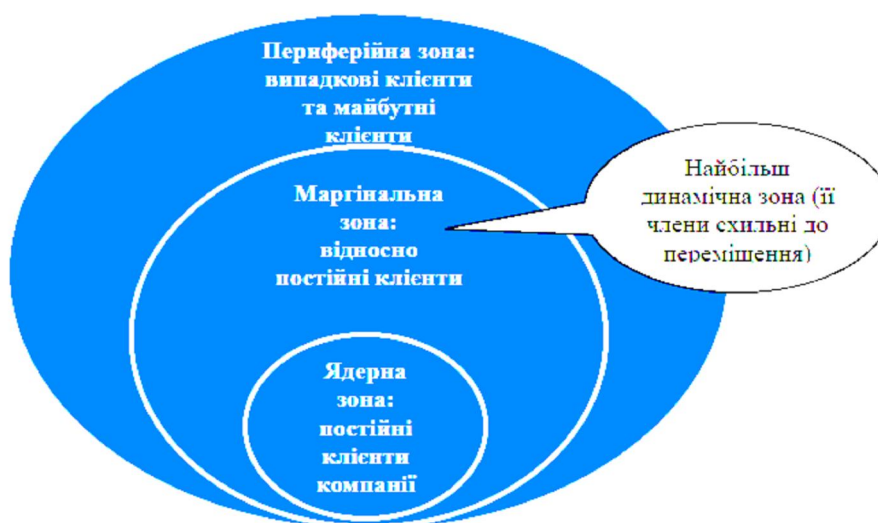 Периферійна зона:
випадкові клієнти
та майбутні
клієнти
Маргінальна
зона:
відносно
постійні клієнти
Найбільш
динамічна зона (її
члени схильні до
переміщення)
Ядерна
зона:
постійні
клієнти
компанії